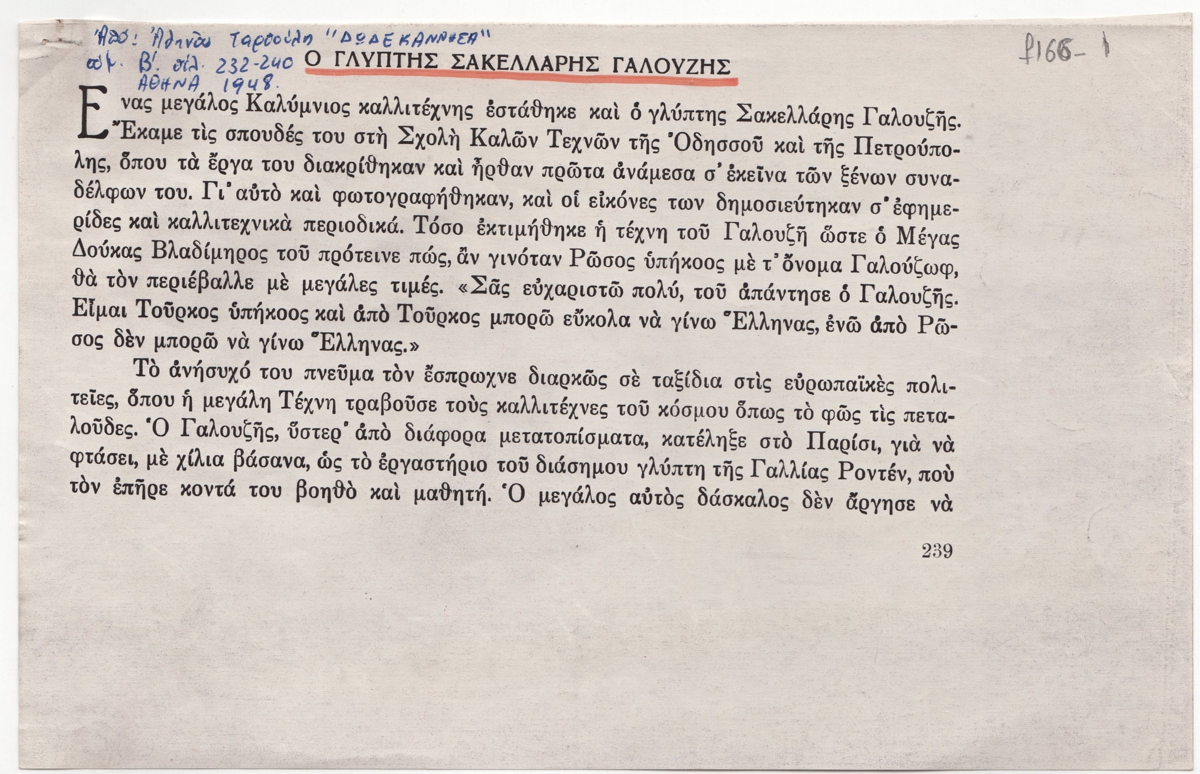 Ἀπό: Ἀθηνᾶς Ταρσούλη "ΔΩΔΕΚΑΝΗΣΑ"
τόμ. Β'. σελ. 232-240
ΑΘΗΝΑ 1948.
f166- 1
Ο ΓΛΥΠΤΗΣ ΣΑΚΕΛΛΑΡΗΣ ΓΑΛΟΥΖΗΣ
Ενας μεγάλος Καλύμνιος καλλιτέχνης ἐστάθηκε καὶ ὁ γλύπτης Σακελλάρης Γαλουζῆς.
Ἔκαμε τὶς σπουδές του στὴ Σχολὴ Καλῶν Τεχνῶν τῆς Ὀδησσοῦ καὶ τῆς Πετρούπο-
λης, ὅπου τὰ ἔργα του διακρίθηκαν καὶ ἦρθαν πρῶτα ἀνάμεσα σ' ἐκεῖνα τῶν ξένων συνα-
δέλφων του. Γι' αὐτὸ καὶ φωτογραφήθηκαν, καὶ οἱ εἰκόνες των δημοσιεύτηκαν σ' ἐφημε-
ρίδες καὶ καλλιτεχνικὰ περιοδικά. Τόσο ἐκτιμήθηκε ἡ τέχνη τοῦ Γαλουζῆ ὥστε ὁ Μέγας
Δούκας Βλαδίμηρος τοῦ πρότεινε πώς, ἂν γινόταν Ρῶσος ὑπήκοος μὲ τ' ὄνομα Γαλούζωφ,
θὰ τὸν περιέβαλλε μὲ μεγάλες τιμές. «Σᾶς εὐχαριστῶ πολύ, τοῦ ἀπάντησε ὁ Γαλουζῆς.
Εἶμαι Τοῦρκος ὑπήκοος καὶ ἀπὸ Τοῦρκος μπορῶ εὔκολα νὰ γίνω Ἕλληνας, ἐνῶ ἀπὸ Ρῶ-
σος δὲν μπορῶ νὰ γίνω Ἕλληνας.»
Τὸ ἀνήσυχό του πνεῦμα τὸν ἔσπρωχνε διαρκῶς σὲ ταξίδια στὶς εὐρωπαϊκὲς πολι-
τεῖες, ὅπου ἡ μεγάλη Τέχνη τραβοῦσε τοὺς καλλιτέχνες τοῦ κόσμου ὅπως τὸ φῶς τὶς πετα-
λοῦδες. Ὁ Γαλουζῆς, ὕστερ' ἀπὸ διάφορα μετατοπίσματα, κατέληξε στὸ Παρίσι, γιὰ νὰ
φτάσει, μὲ χίλια βάσανα, ὡς τὸ ἐργαστήριο τοῦ διάσημου γλύπτη τῆς Γαλλίας Ροντέν, ποὺ
τὸν ἐπῆρε κοντά του βοηθὸ καὶ μαθητή. Ὁ μεγάλος αὐτὸς δάσκαλος δὲν ἄργησε νὰ
239